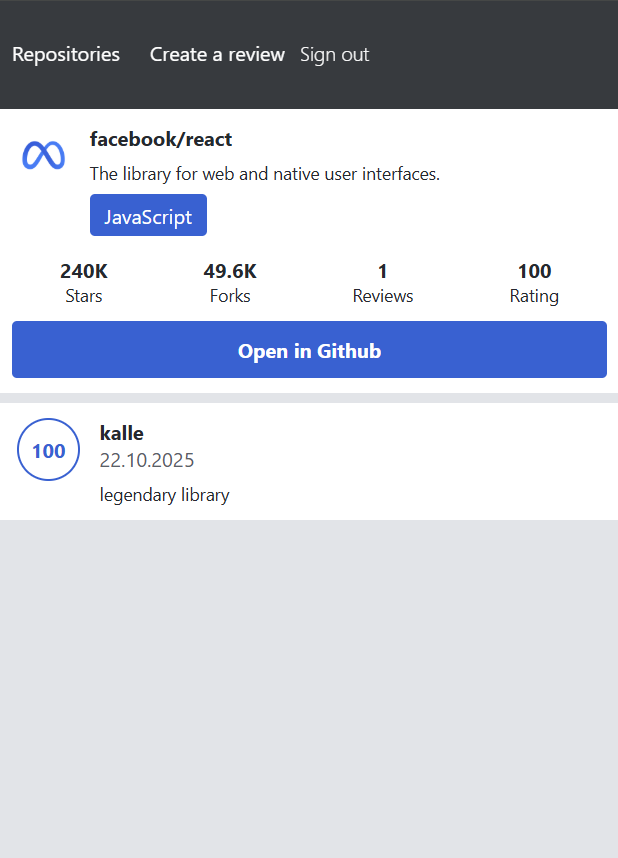 Repositories Create a review Sign out
facebook/react
The library for web and native user interfaces.
JavaScript
240K 49.6K 1 100
Stars Forks Reviews Rating
Open in Github
100
kalle
22.10.2025
legendary library